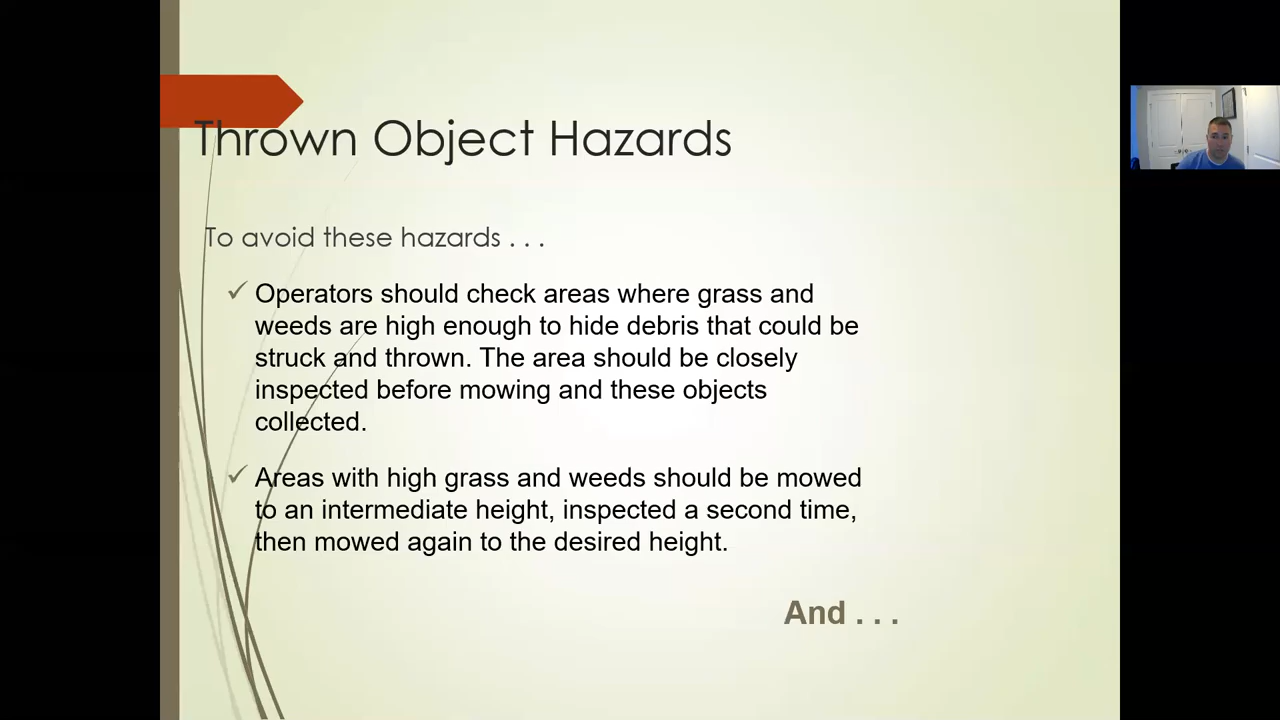 Thrown Object Hazards
To avoid these hazards . . .
Operators should check areas where grass and
weeds are high enough to hide debris that could be
struck and thrown. The area should be closely
inspected before mowing and these objects
collected.
Areas with high grass and weeds should be mowed
to an intermediate height, inspected a second time,
then mowed again to the desired height.
And . . .